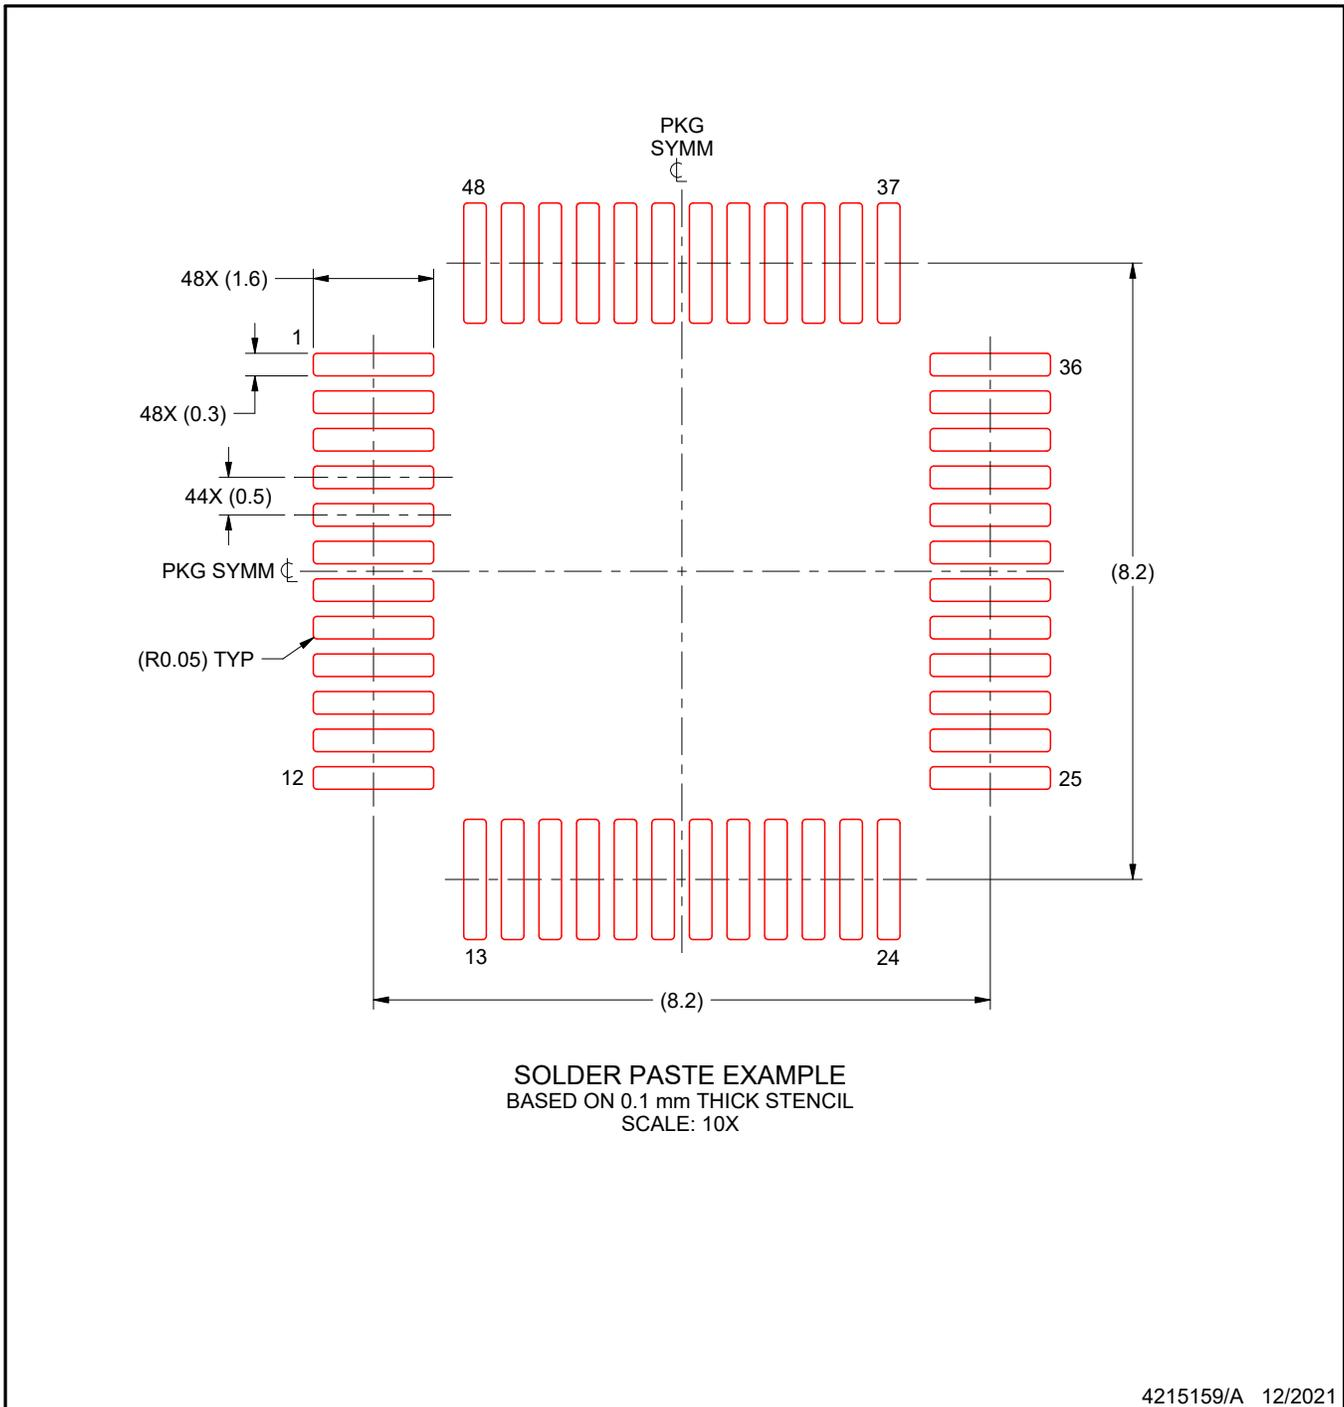 PKG
SYMM
℄
48
37
48X (1.6)
1
36
48X (0.3)
44X (0.5)
PKG SYMM ℄
(8.2)
(R0.05) TYP
12
25
13
24
(8.2)
SOLDER PASTE EXAMPLE
BASED ON 0.1 mm THICK STENCIL
SCALE: 10X
4215159/A 12/2021